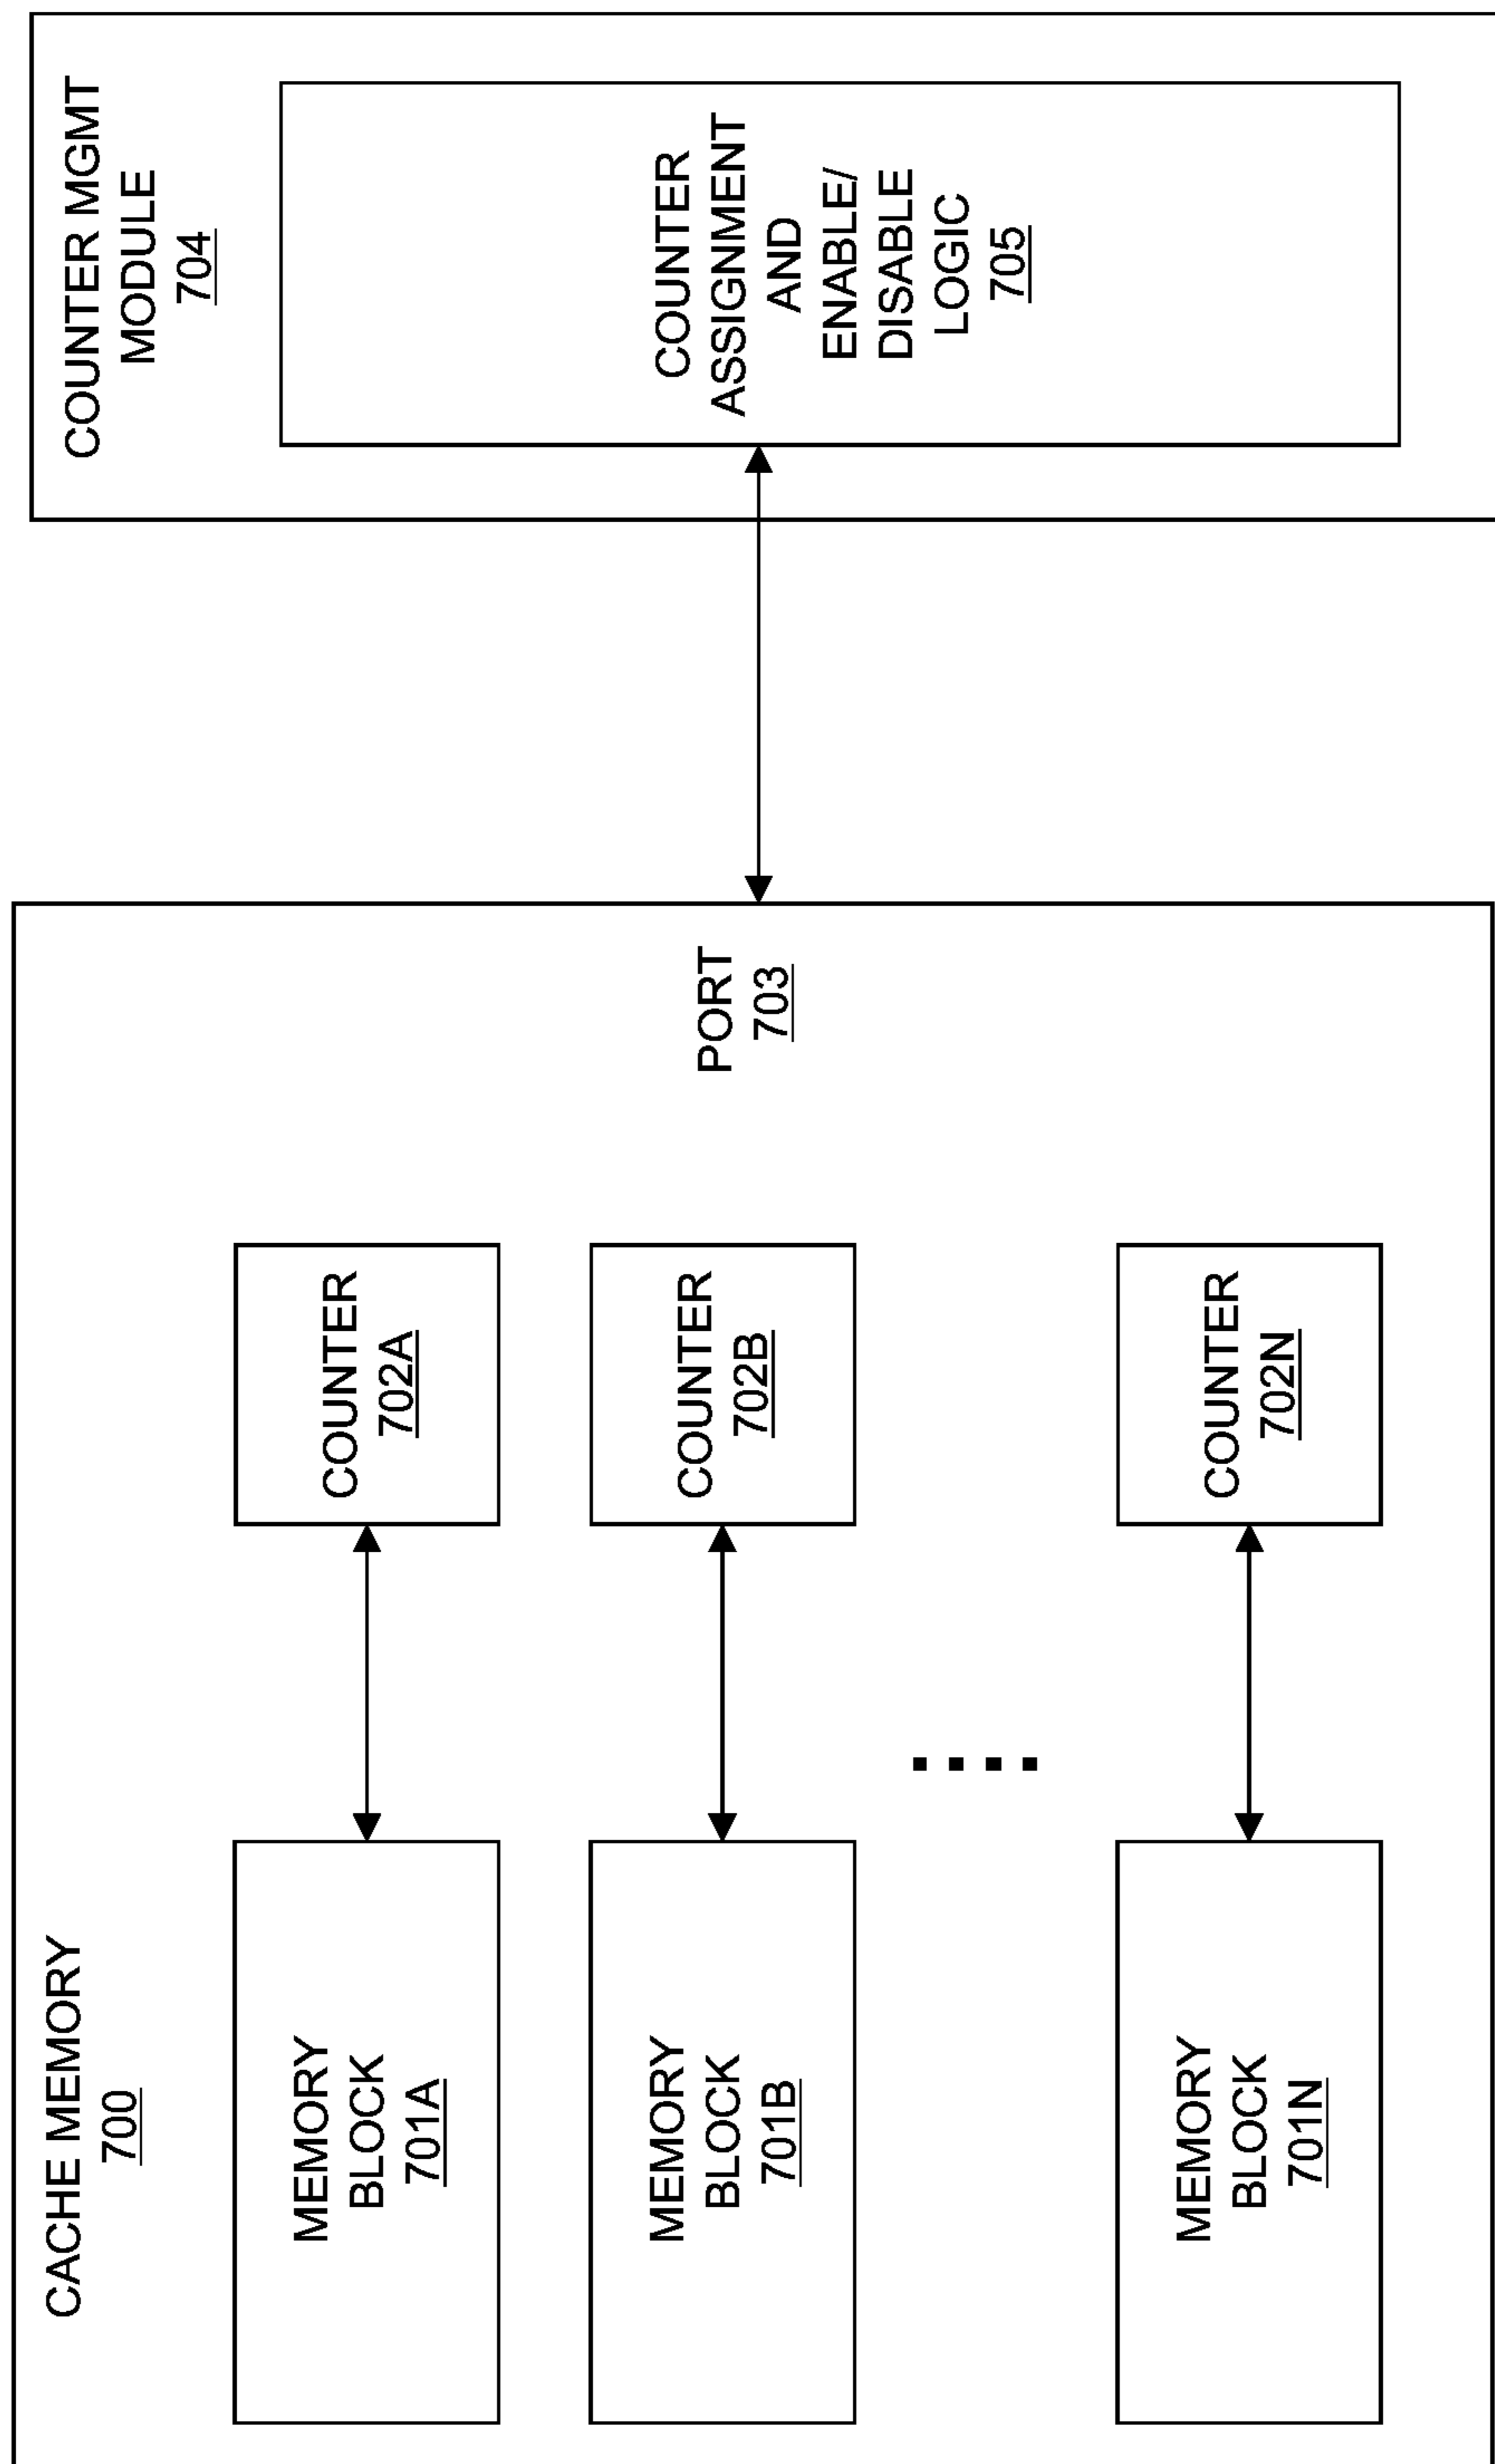 CACHE MEMORY
700
MEMORY
BLOCK
701A
COUNTER
702A
MEMORY
BLOCK
701B
COUNTER
702B
MEMORY
BLOCK
701N
COUNTER
702N
PORT
703
COUNTER MGMT
MODULE
704
COUNTER
ASSIGNMENT
AND
ENABLE/
DISABLE
LOGIC
705